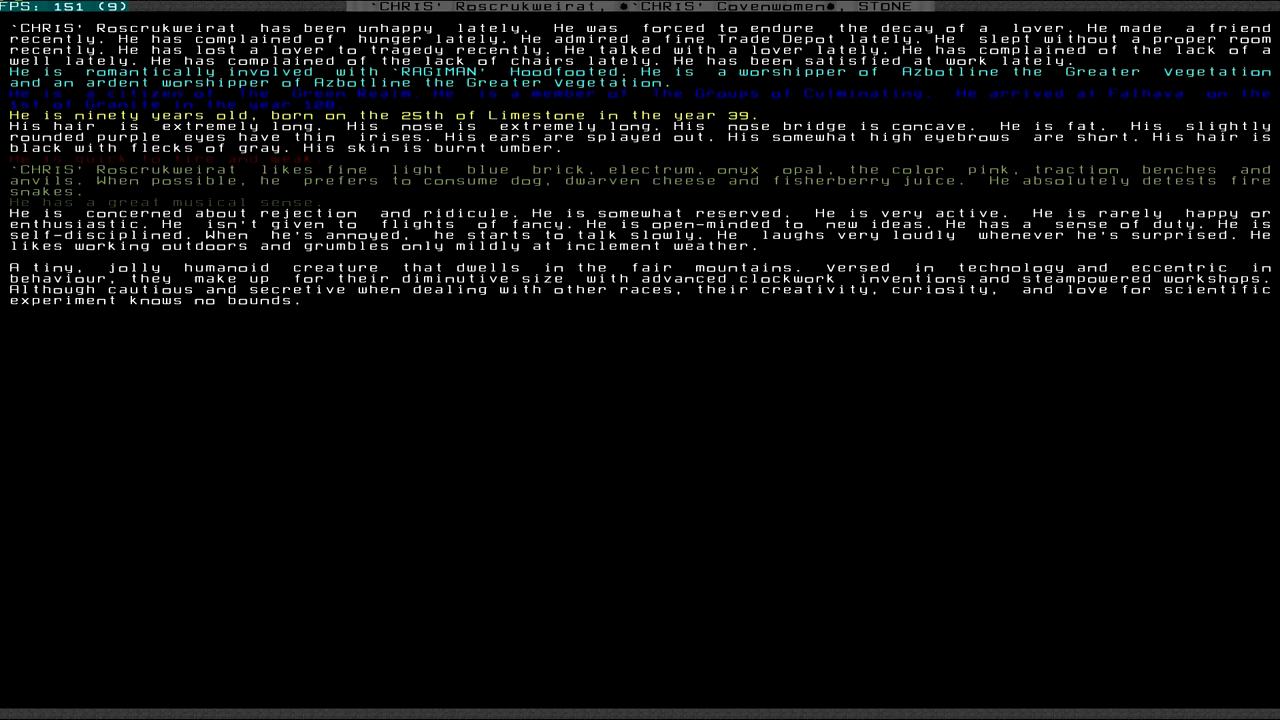 FPS: 151 (9)
`CHRIS' Roscrukweirat, ☻`CHRIS' Covenwomen☻, STONE
`CHRIS' Roscrukweirat has been unhappy lately. He was forced to endure the decay of a lover. He made a friend
recently. He has complained of hunger lately. He admired a fine Trade Depot lately. He slept without a proper room
recently. He has lost a lover to tragedy recently. He talked with a lover lately. He has complained of the lack of a
well lately. He has complained of the lack of chairs lately. He has been satisfied at work lately.
He is romantically involved with `RAGIMAN' Hoodfooted. He is a worshipper of Azbotline the Greater Vegetation
and an ardent worshipper of Azbotline the Greater Vegetation.
He is a citizen of The Green Realm. He is a member of The Groups of Culminating. He arrived at Falhava on the
1st of Granite in the year 120.
He is ninety years old, born on the 25th of Limestone in the year 39.
His hair is extremely long. His nose is extremely long. His nose bridge is concave. He is fat. His slightly
rounded purple eyes have thin irises. His ears are splayed out. His somewhat high eyebrows are short. His hair is
black with flecks of gray. His skin is burnt umber.
He is quick to tire and weak.
`CHRIS' Roscrukweirat likes fine light blue brick, electrum, onyx opal, the color pink, traction benches and
anvils. When possible, he prefers to consume dog, dwarven cheese and fisherberry juice. He absolutely detests fire
snakes.
He has a great musical sense.
He is concerned about rejection and ridicule. He is somewhat reserved. He is very active. He is rarely happy or
enthusiastic. He isn't given to flights of fancy. He is open-minded to new ideas. He has a sense of duty. He is
self-disciplined. When he's annoyed, he starts to talk slowly. He laughs very loudly whenever he's surprised. He
likes working outdoors and grumbles only mildly at inclement weather.
A tiny, jolly humanoid creature that dwells in the fair mountains. Versed in technology and eccentric in
behaviour, they make up for their diminutive size with advanced clockwork inventions and steampowered workshops.
Although cautious and secretive when dealing with other races, their creativity, curiosity, and love for scientific
experiment knows no bounds.